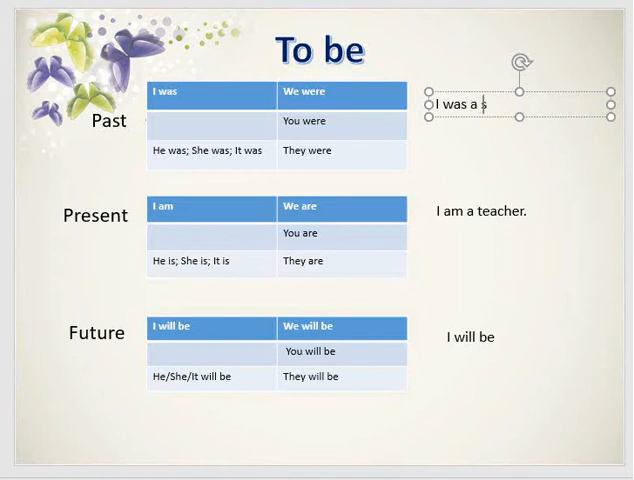 To be
Past
I was We were
You were
He was; She was; It was They were
I was a s
Present
I am We are
You are
He is; She is; It is They are
I am a teacher.
Future
I will be We will be
You will be
He/She/It will be They will be
I will be